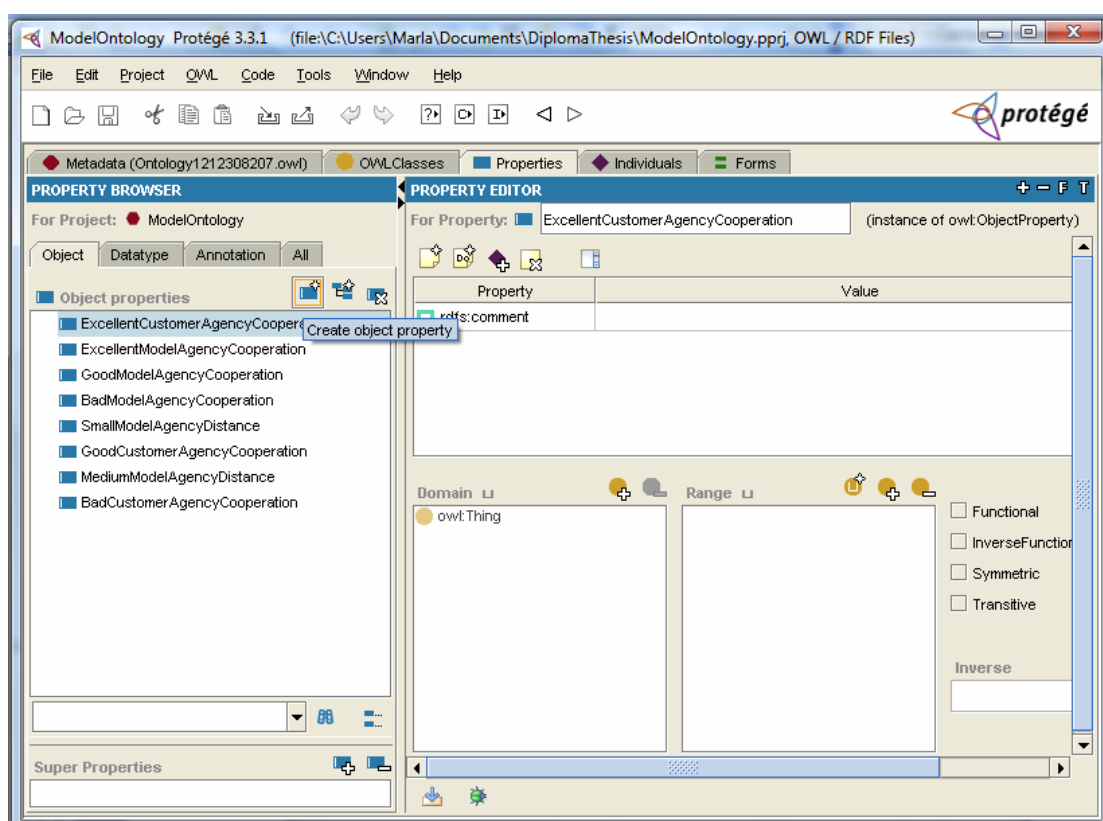 ModelOntology Protégé 3.3.1 (file:\C:\Users\Marla\Documents\DiplomaThesis\ModelOntology.pprj, OWL / RDF Files)
File Edit Project OWL Code Tools Window Help
protégé
Metadata (Ontology1212308207.owl) OWLClasses Properties Individuals Forms
PROPERTY BROWSER
PROPERTY EDITOR
F T
For Project: ModelOntology
For Property: ExcellentCustomerAgencyCooperation (instance of owl:ObjectProperty)
Object Datatype Annotation All
Object properties
Property Value
ExcellentCustomerAgencyCoopera
rdfs:comment
Create object property
ExcellentModelAgencyCooperation
GoodModelAgencyCooperation
BadModelAgencyCooperation
SmallModelAgencyDistance
GoodCustomerAgencyCooperation
MediumModelAgencyDistance
BadCustomerAgencyCooperation
Domain ⊔ Range ⊔
owl:Thing
Functional
InverseFunction
Symmetric
Transitive
Inverse
Super Properties